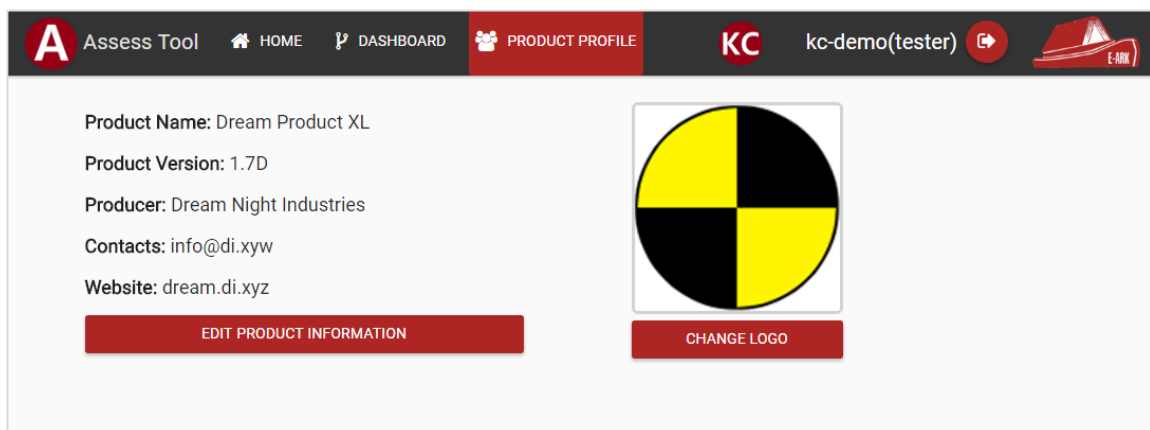 A Assess Tool HOME DASHBOARD PRODUCT PROFILE KC kc-demo(tester) E-ARK
Product Name: Dream Product XL
Product Version: 1.7D
Producer: Dream Night Industries
Contacts: info@di.xyw
Website: dream.di.xyz
EDIT PRODUCT INFORMATION
CHANGE LOGO